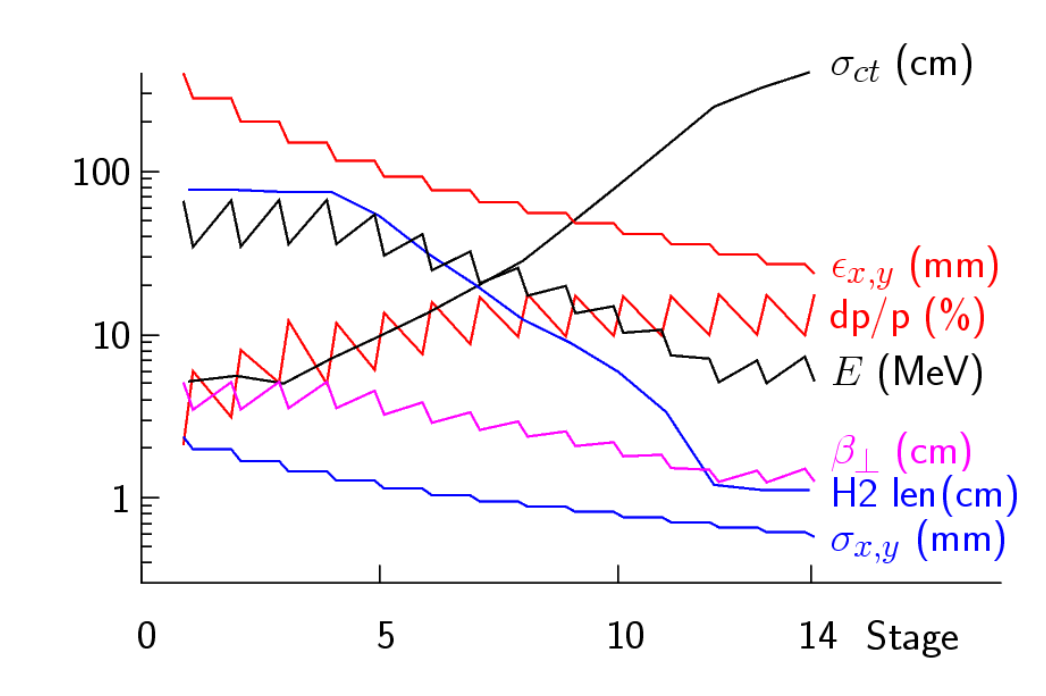 σct (cm)
100
ϵx,y (mm)
dp/p (%)
10
E (MeV)
β⊥ (cm)
H2 len(cm)
1
σx,y (mm)
0 5 10 14 Stage